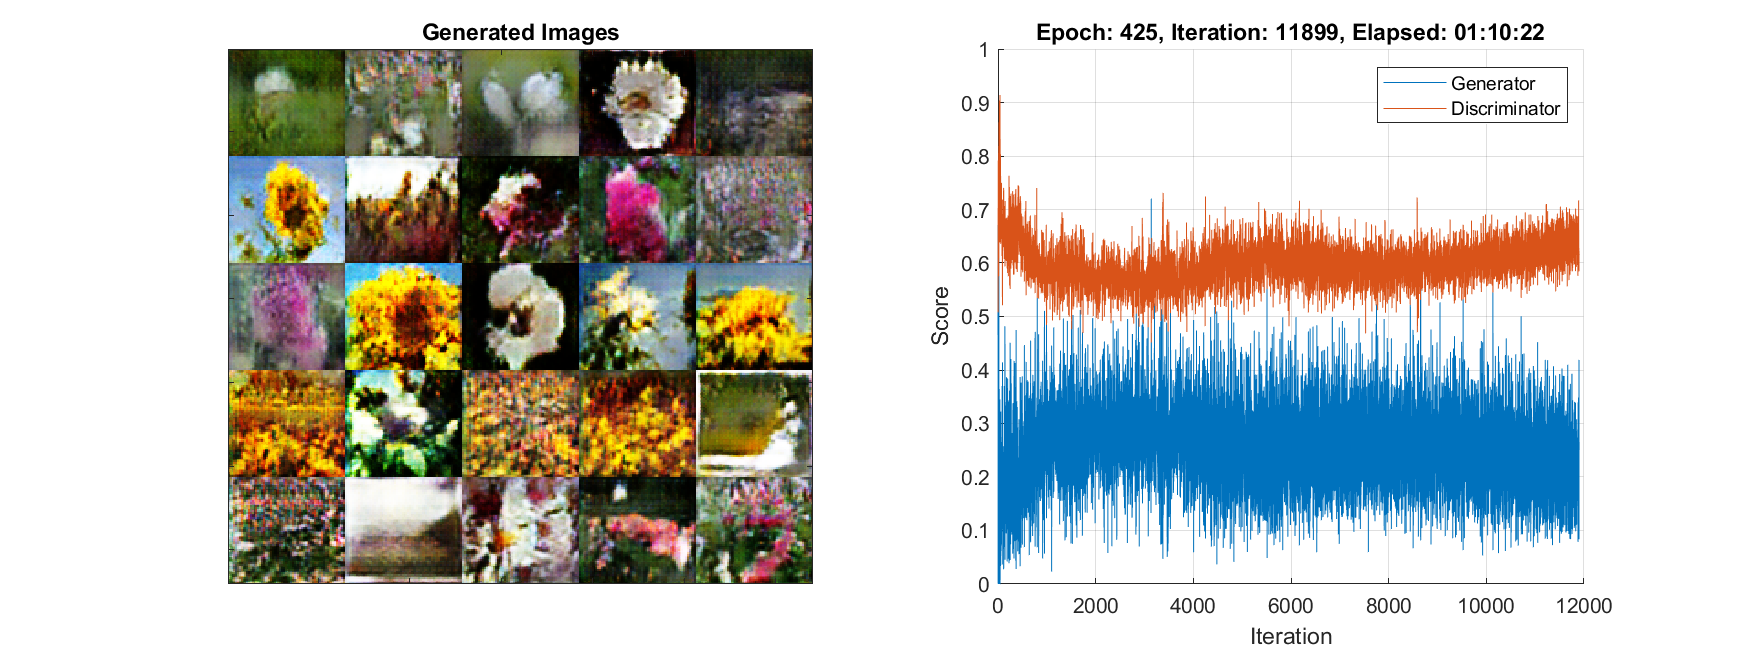 Generated Images
Epoch: 425, Iteration: 11899, Elapsed: 01:10:22
Generator
Discriminator
1
0.9
0.8
0.7
0.6
0.5
0.4
0.3
0.2
0.1
0
Score
0 2000 4000 6000 8000 10000 12000
Iteration